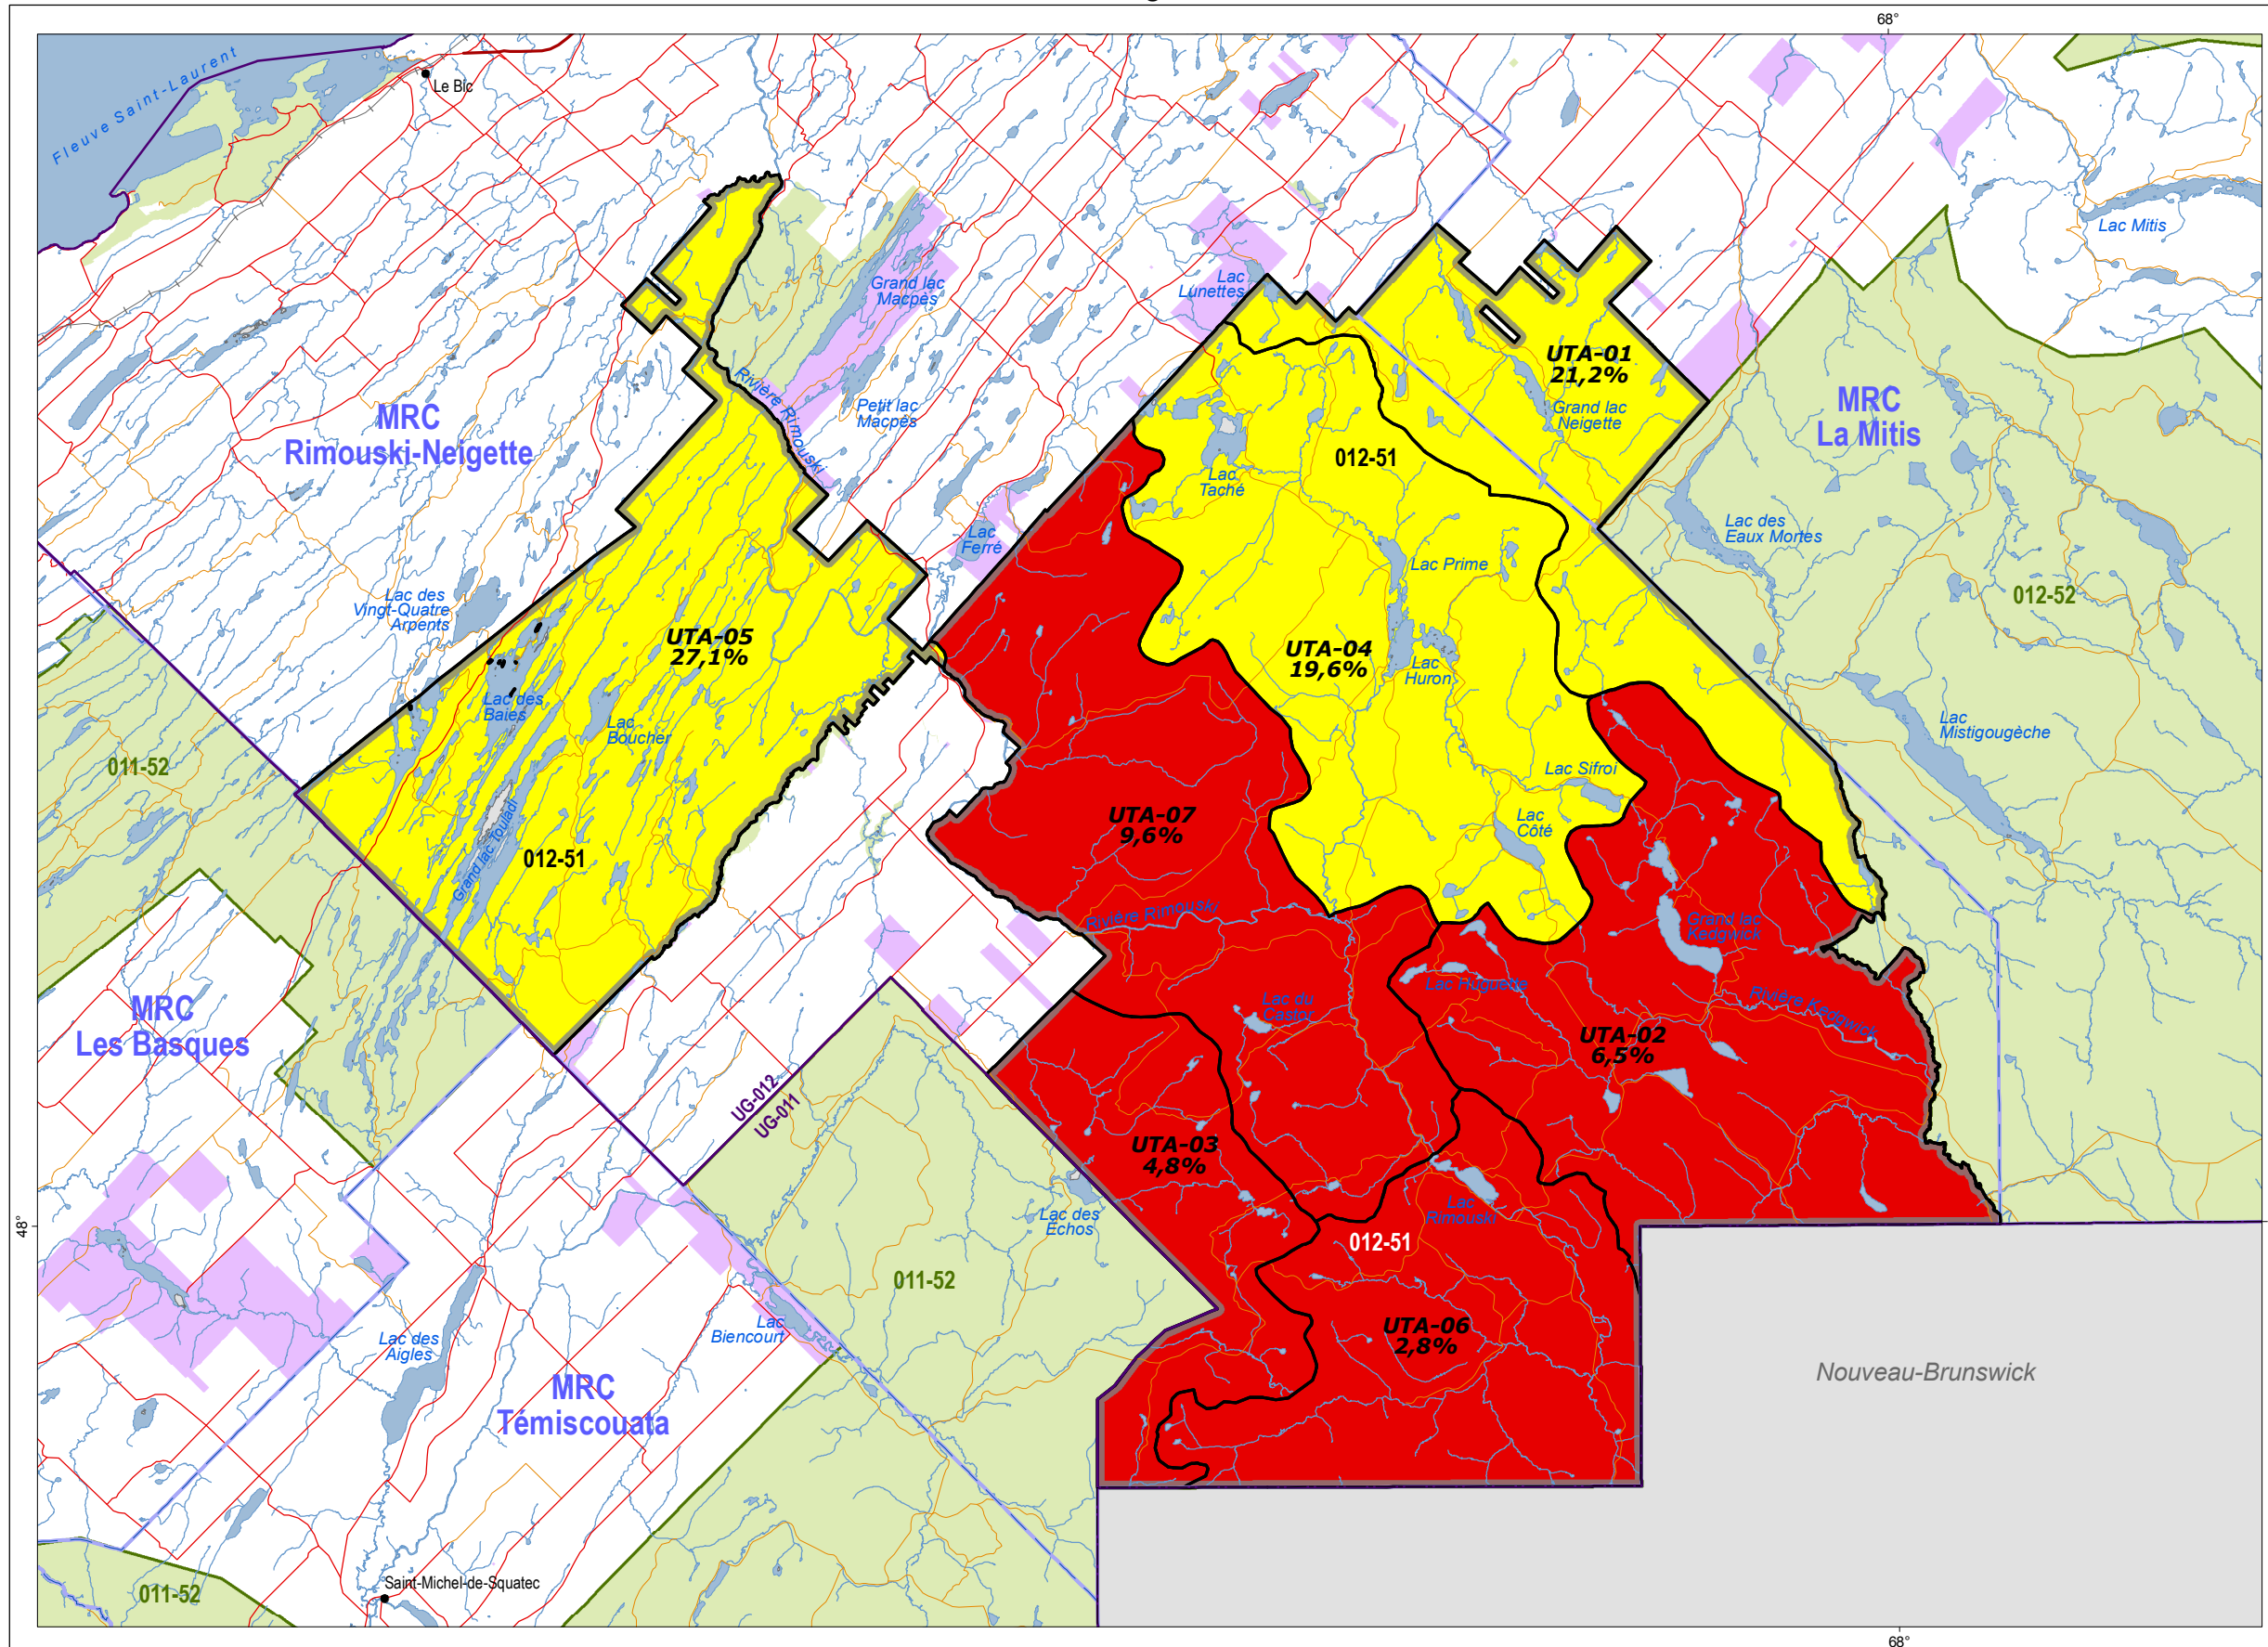 68°
Fleuve Saint-Laurent
Le Bic
Lac Mitis
Lac
Lunettes
Grand lac
Macpès
UTA-01
21,2%
Rivière Rimouski
Petit lac
Macpès
Grand lac
Neigette
MRC
Rimouski-Neigette
MRC
La Mitis
012-51
Lac
Taché
Lac
Ferré
Lac des
Eaux Mortes
Lac Prime
012-52
Lac des
Vingt-Quatre
Arpents
UTA-05
27,1%
UTA-04
19,6%
Lac
Huron
Lac des
Baies
Lac
Boucher
Lac
Mistigougèche
011-52
Lac Sifroi
Grand lac Touladi
UTA-07
9,6%
Lac
Côté
012-51
Rivière Rimouski
Grand lac
Kedgwick
Lac Huguette
Lac du
Castor
Rivière Kedgwick
MRC
Les Basques
UTA-02
6,5%
UG-012
UG-011
UTA-03
4,8%
Lac
Rimouski
Lac des
Échos
48°
012-51
011-52
Lac
Biencourt
Lac des
Aigles
UTA-06
2,8%
Nouveau-Brunswick
MRC
Témiscouata
Saint-Michel-de-Squatec
011-52
68°